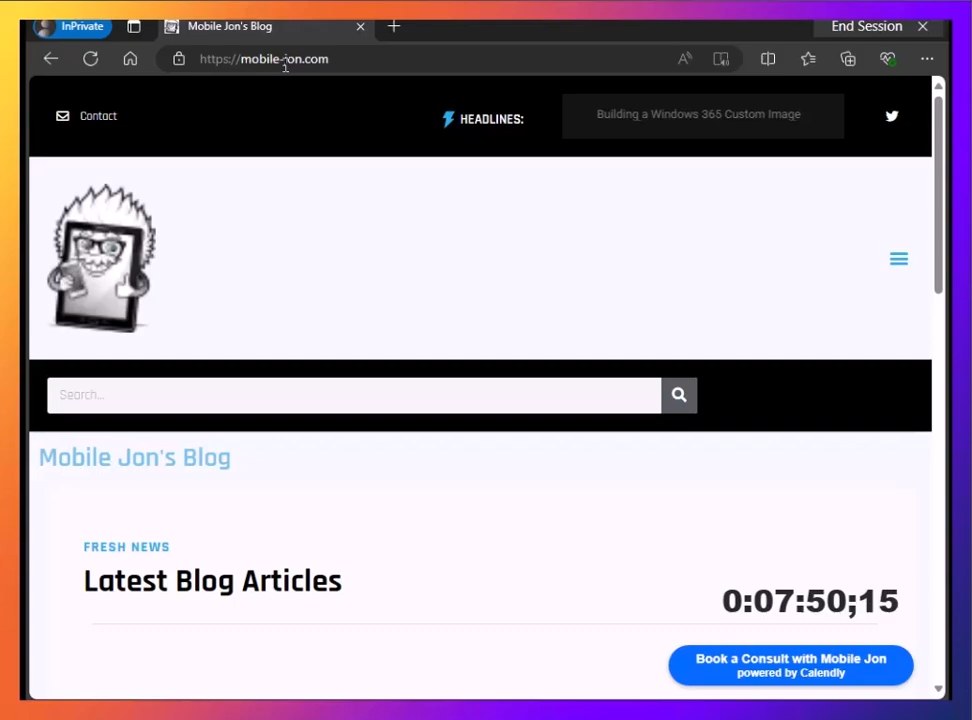 InPrivate
Mobile Jon's Blog
End Session
https://mobile-jon.com
Contact
HEADLINES:
Building a Windows 365 Custom Image
Search...
Mobile Jon's Blog
FRESH NEWS
Latest Blog Articles
0:07:50;15
Book a Consult with Mobile Jon
powered by Calendly